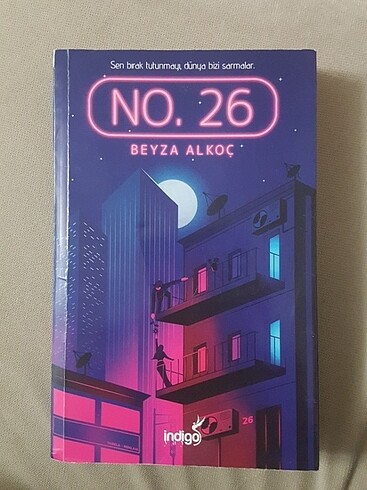 Sen bırak tutunmayı, dünya bizi sarmalar.
NO. 26
BEYZA ALKOÇ
26
indigo